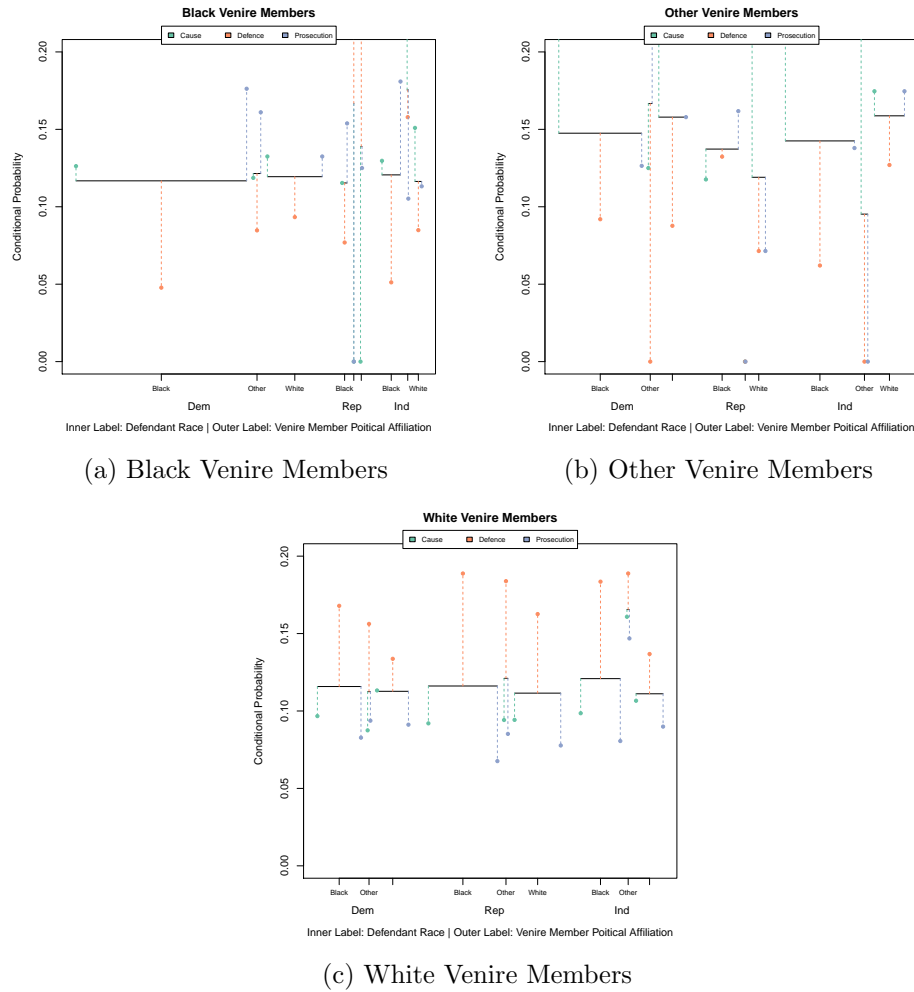 Black Venire Members
Cause Defence Prosecution
Conditional Probability
0.20
0.15
0.10
0.05
0.00
Black Other White Black Black White
Dem Rep Ind
Inner Label: Defendant Race | Outer Label: Venire Member Poitical Affiliation
(a) Black Venire Members
Other Venire Members
Cause Defence Prosecution
Conditional Probability
0.20
0.15
0.10
0.05
0.00
Black Other Black White Black Other White
Dem Rep Ind
Inner Label: Defendant Race | Outer Label: Venire Member Poitical Affiliation
(b) Other Venire Members
White Venire Members
Cause Defence Prosecution
Conditional Probability
0.20
0.15
0.10
0.05
0.00
Black Other Black Other White Black Other
Dem Rep Ind
Inner Label: Defendant Race | Outer Label: Venire Member Poitical Affiliation
(c) White Venire Members